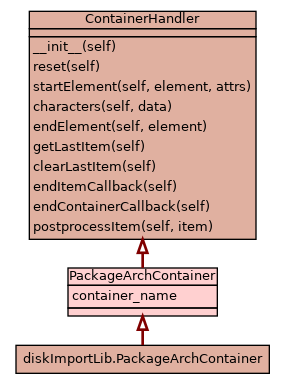 ContainerHandler
__init__(self)
reset(self)
startElement(self, element, attrs)
characters(self, data)
endElement(self, element)
getLastItem(self)
clearLastItem(self)
endItemCallback(self)
endContainerCallback(self)
postprocessItem(self, item)
PackageArchContainer
container_name
diskImportLib.PackageArchContainer